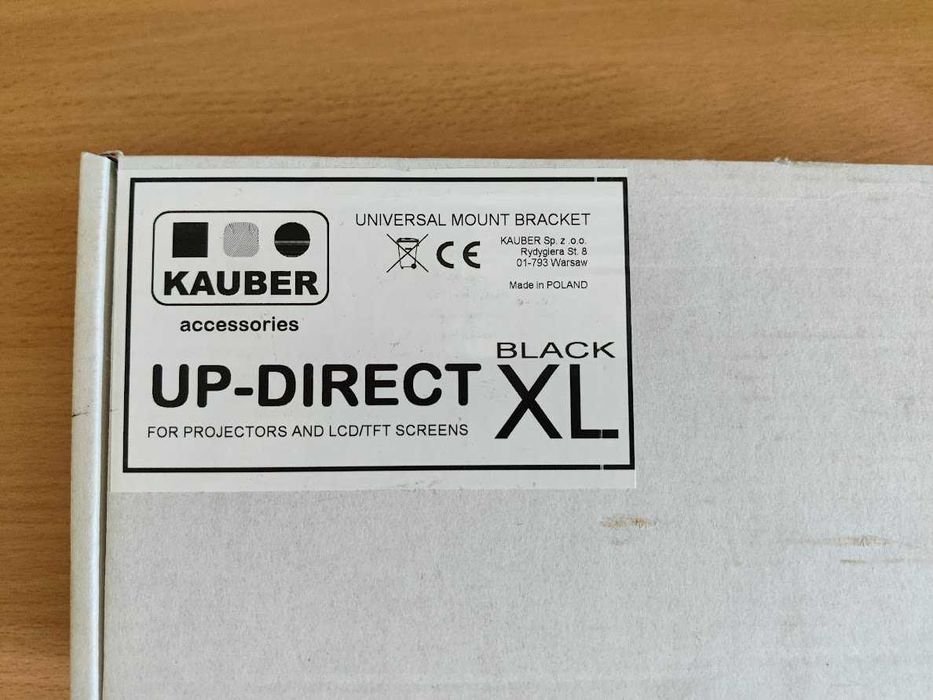 KAUBER
accessories
UNIVERSAL MOUNT BRACKET
CE
KAUBER Sp. z .o.o.
Rydygiera St. 8
01-793 Warsaw
Made in POLAND
UP-DIRECT
BLACK
XL
FOR PROJECTORS AND LCD/TFT SCREENS